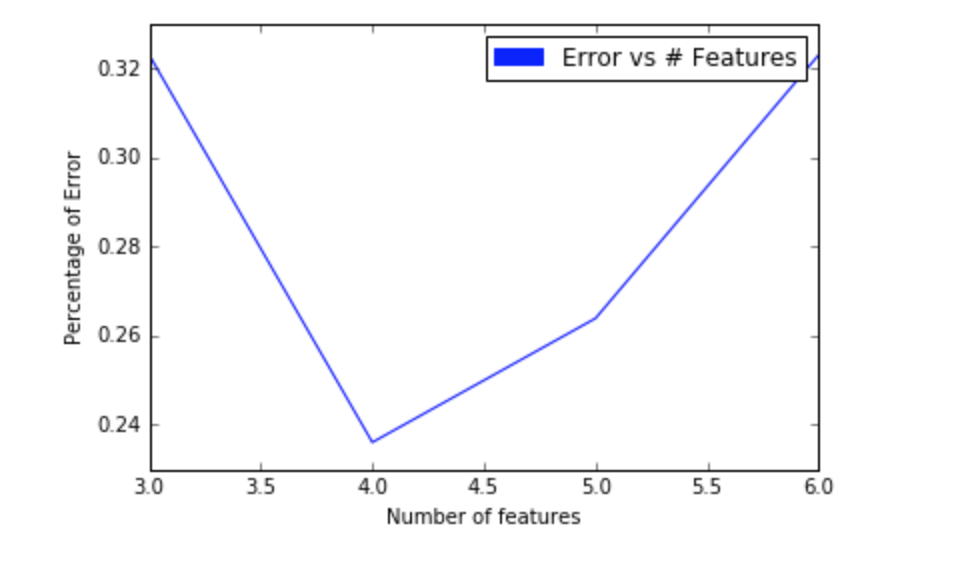 Error vs # Features
Percentage of Error
0.32
0.30
0.28
0.26
0.24
3.0 3.5 4.0 4.5 5.0 5.5 6.0
Number of features